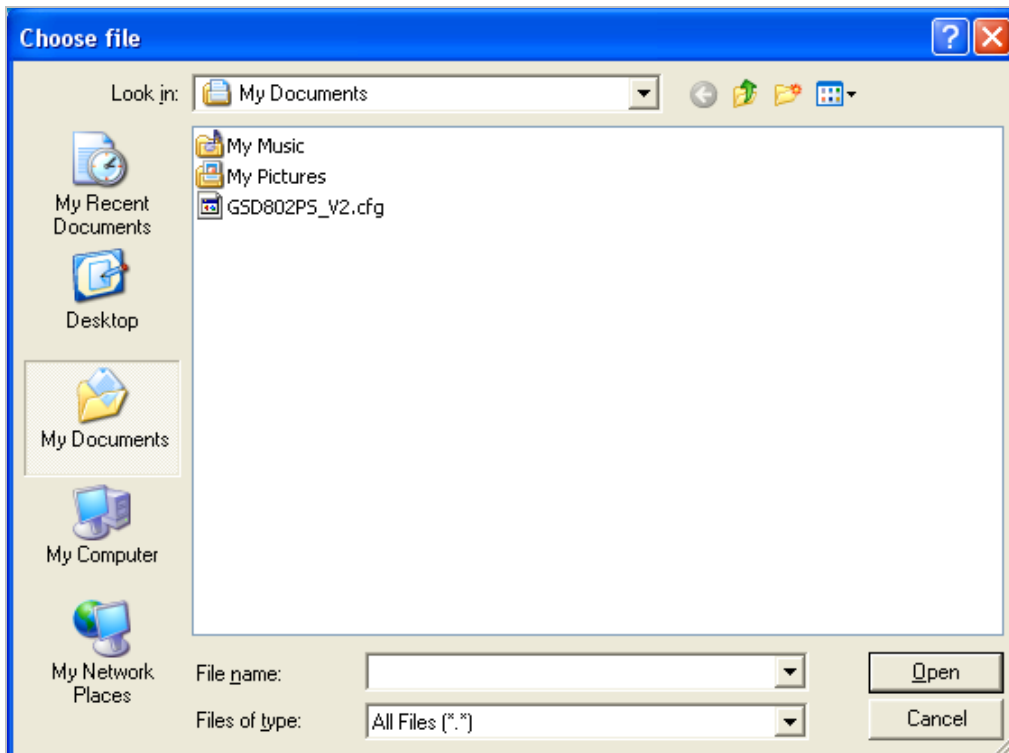 Choose file
Look in:
My Documents
My Music
My Pictures
GSD802PS_V2.cfg
My Recent
Documents
Desktop
My Documents
My Computer
My Network
Places
File name:
Open
Files of type:
All Files (*.*)
Cancel